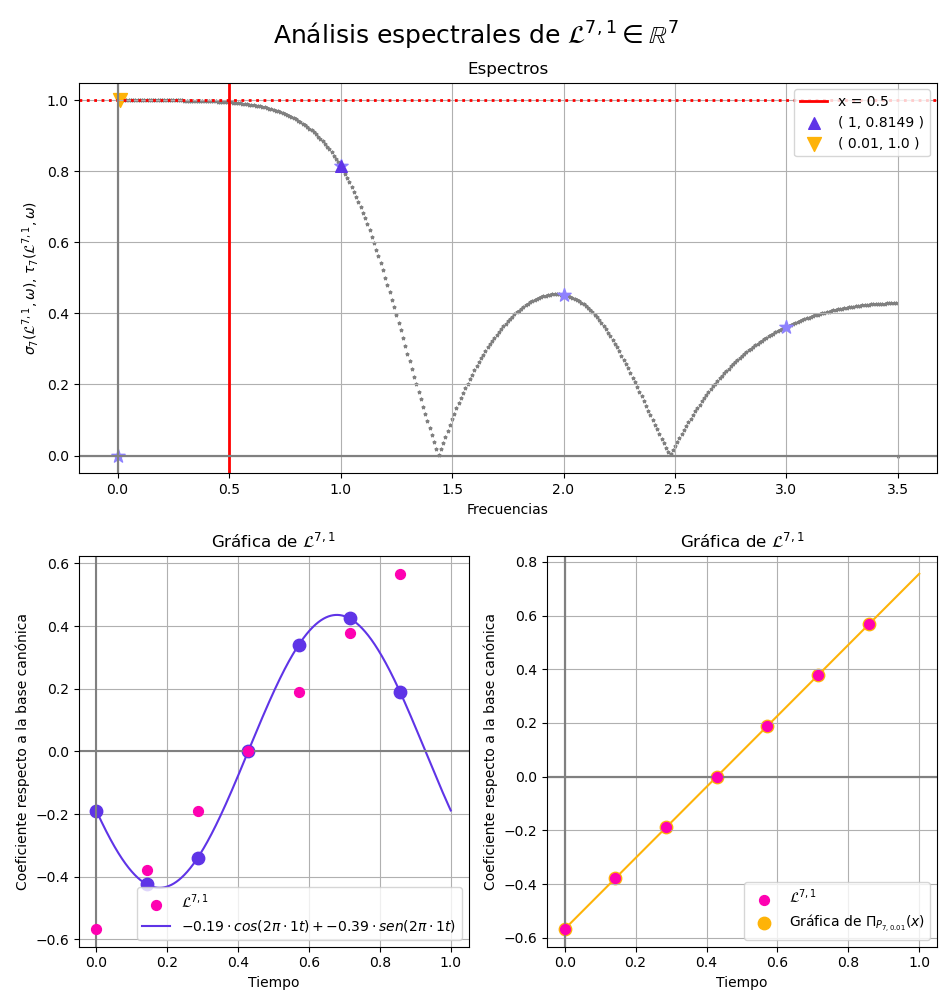 Análisis espectrales de 𝓛^{7,1} ∈ ℝ^7
Espectros
σ_7(𝓛^{7,1}, ω), τ_7(𝓛^{7,1}, ω)
1.0
0.8
0.6
0.4
0.2
0.0
x = 0.5
( 1, 0.8149 )
( 0.01, 1.0 )
0.0 0.5 1.0 1.5 2.0 2.5 3.0 3.5
Frecuencias
Gráfica de 𝓛^{7,1}
Coeficiente respecto a la base canónica
0.6
0.4
0.2
0.0
−0.2
−0.4
−0.6
𝓛^{7,1}
−0.19 · cos(2π · 1t) + −0.39 · sen(2π · 1t)
0.0 0.2 0.4 0.6 0.8 1.0
Tiempo
Gráfica de 𝓛^{7,1}
Coeficiente respecto a la base canónica
0.8
0.6
0.4
0.2
0.0
−0.2
−0.4
−0.6
𝓛^{7,1}
Gráfica de Π_{P_{7,0.01}}(x)
0.0 0.2 0.4 0.6 0.8 1.0
Tiempo